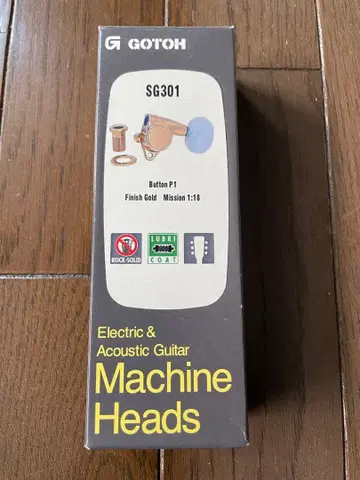 GOTOH
SG301
Button P1
Finish Gold Mission 1:18
ROCK-SOLID
LUBRI
COAT
Electric &
Acoustic Guitar
Machine
Heads